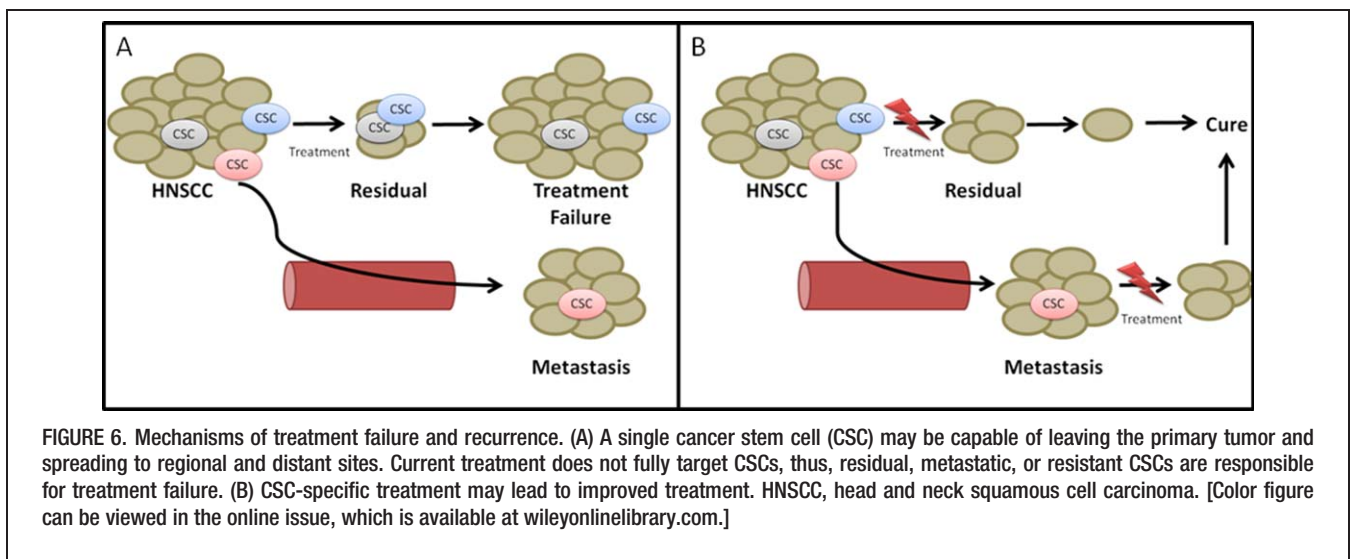 A
CSC
CSC
CSC
Treatment
CSC
CSC
CSC
CSC
HNSCC
Residual
Treatment
Failure
CSC
Metastasis
B
CSC
CSC
CSC
Treatment
Cure
HNSCC
Residual
CSC
Treatment
Metastasis
FIGURE 6. Mechanisms of treatment failure and recurrence. (A) A single cancer stem cell (CSC) may be capable of leaving the primary tumor and
spreading to regional and distant sites. Current treatment does not fully target CSCs, thus, residual, metastatic, or resistant CSCs are responsible
for treatment failure. (B) CSC-specific treatment may lead to improved treatment. HNSCC, head and neck squamous cell carcinoma. [Color figure
can be viewed in the online issue, which is available at wileyonlinelibrary.com.]